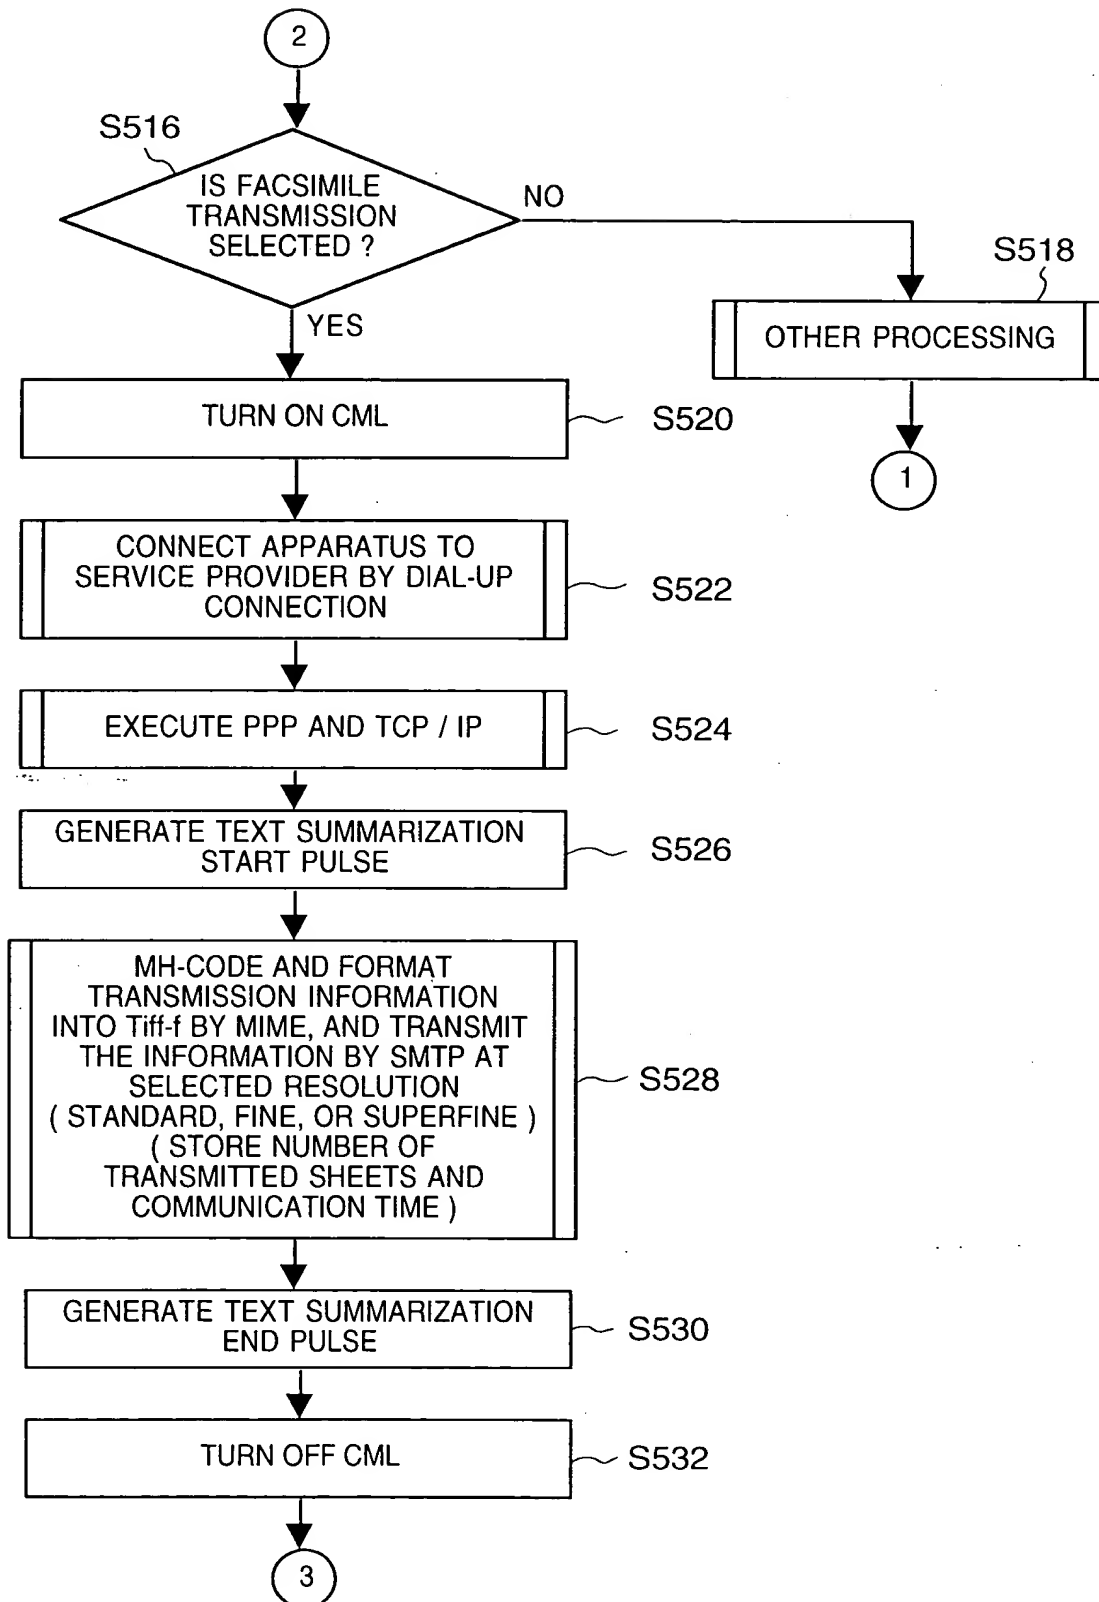 2
S516
IS FACSIMILE
TRANSMISSION
SELECTED ?
NO
YES
S518
OTHER PROCESSING
1
TURN ON CML
S520
CONNECT APPARATUS TO
SERVICE PROVIDER BY DIAL-UP
CONNECTION
S522
EXECUTE PPP AND TCP / IP
S524
GENERATE TEXT SUMMARIZATION
START PULSE
S526
MH-CODE AND FORMAT
TRANSMISSION INFORMATION
INTO Tiff-f BY MIME, AND TRANSMIT
THE INFORMATION BY SMTP AT
SELECTED RESOLUTION
( STANDARD, FINE, OR SUPERFINE )
( STORE NUMBER OF
TRANSMITTED SHEETS AND
COMMUNICATION TIME )
S528
GENERATE TEXT SUMMARIZATION
END PULSE
S530
TURN OFF CML
S532
3